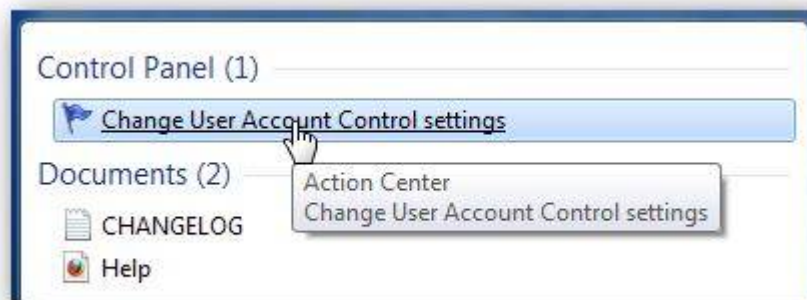 Control Panel (1)
Change User Account Control settings
Documents (2)
Action Center
Change User Account Control settings
CHANGELOG
Help